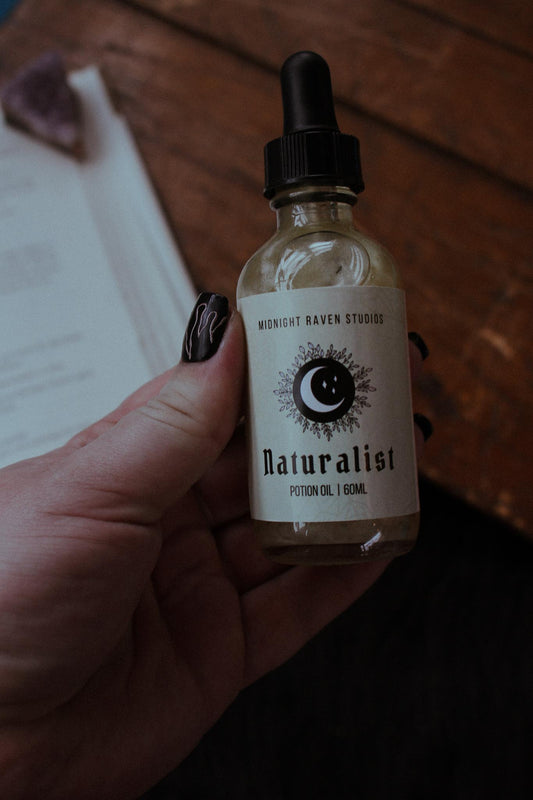 MIDNIGHT RAVEN STUDIOS
Naturalist
POTION OIL | 60ML